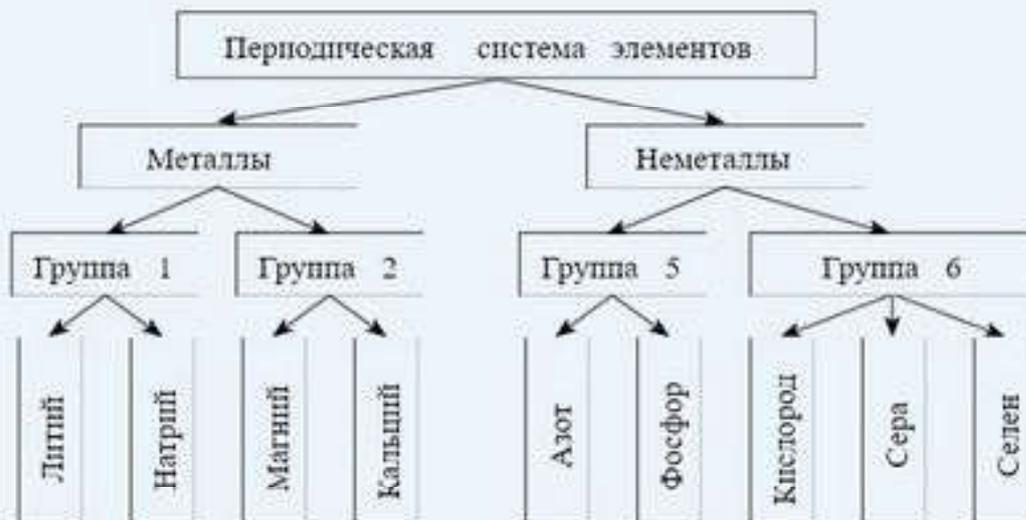 Периодическая система элементов
Металлы Неметаллы
Группа 1 Группа 2 Группа 5 Группа 6
Литий Натрий Магний Кальций Азот Фосфор Кислород Сера Селен